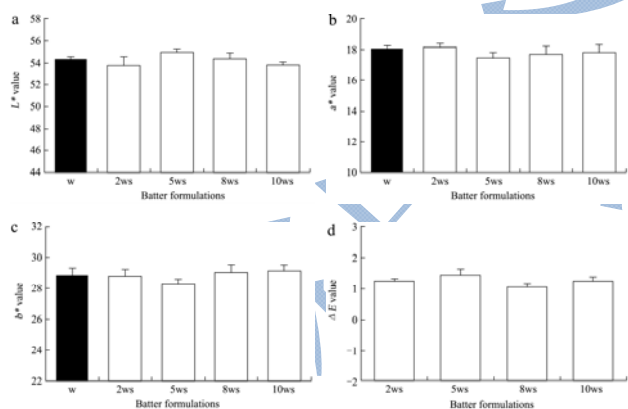 a
58
56
54
52
50
48
46
44
L* value
w 2ws 5ws 8ws 10ws
Batter formulations
b
20
18
16
14
12
10
a* value
w 2ws 5ws 8ws 10ws
Batter formulations
c
32
30
28
26
24
22
b* value
w 2ws 5ws 8ws 10ws
Batter formulations
d
3
2
1
0
−1
−2
Δ E value
2ws 5ws 8ws 10ws
Batter formulations